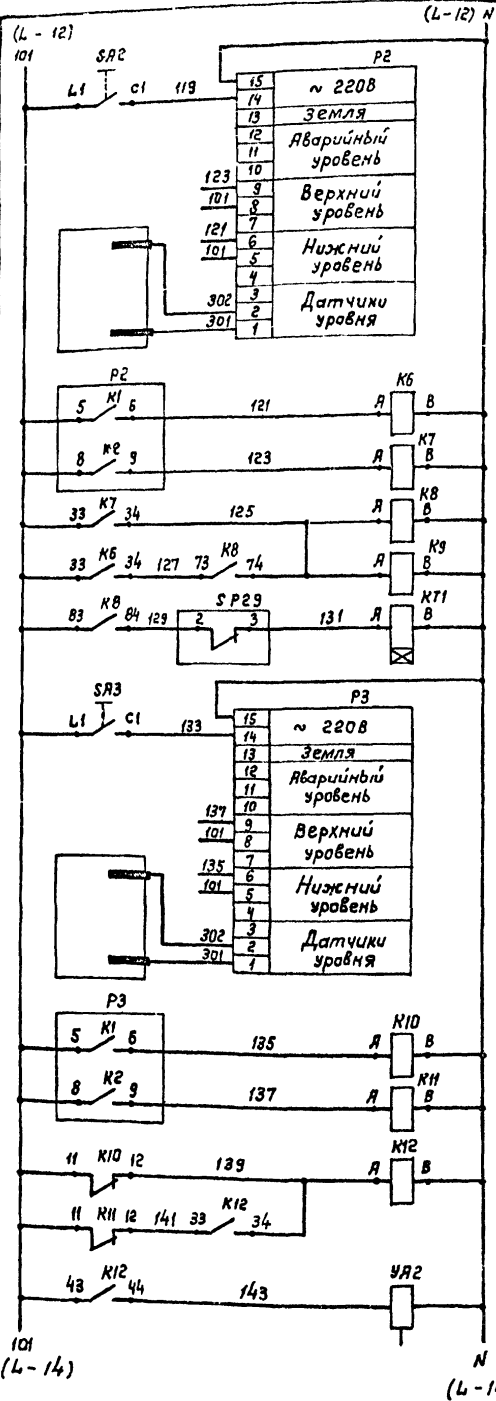 (L-12) (L-12) N
101 SA2 P2
L1 C1 119 15 ~ 220В
14
13 Земля
12 Аварийный
11 уровень
10
123 9 Верхний
101 8 уровень
7
121 6 Нижний
101 5 уровень
4
302 3 Датчики
2 уровня
301 1
P2 K6
5 K1 6 121 A B
K7
8 K2 9 123 A B
K8
33 K7 34 125 A B
K9
33 K6 34 127 73 K8 74 A B
SP29 KT1
83 K8 84 129 2 3 131 A B
SA3 P3
L1 C1 133 15 ~ 220В
14
13 Земля
12 Аварийный
11 уровень
10
137 9 Верхний
101 8 уровень
7
135 6 Нижний
101 5 уровень
4
302 3 Датчики
2 уровня
301 1
P3 K10
5 K1 6 135 A B
K11
8 K2 9 137 A B
K12
11 K10 12 139 A B
11 K11 12 141 33 K12 34
YA2
43 K12 44 143
101 N
(L-14) (L-1